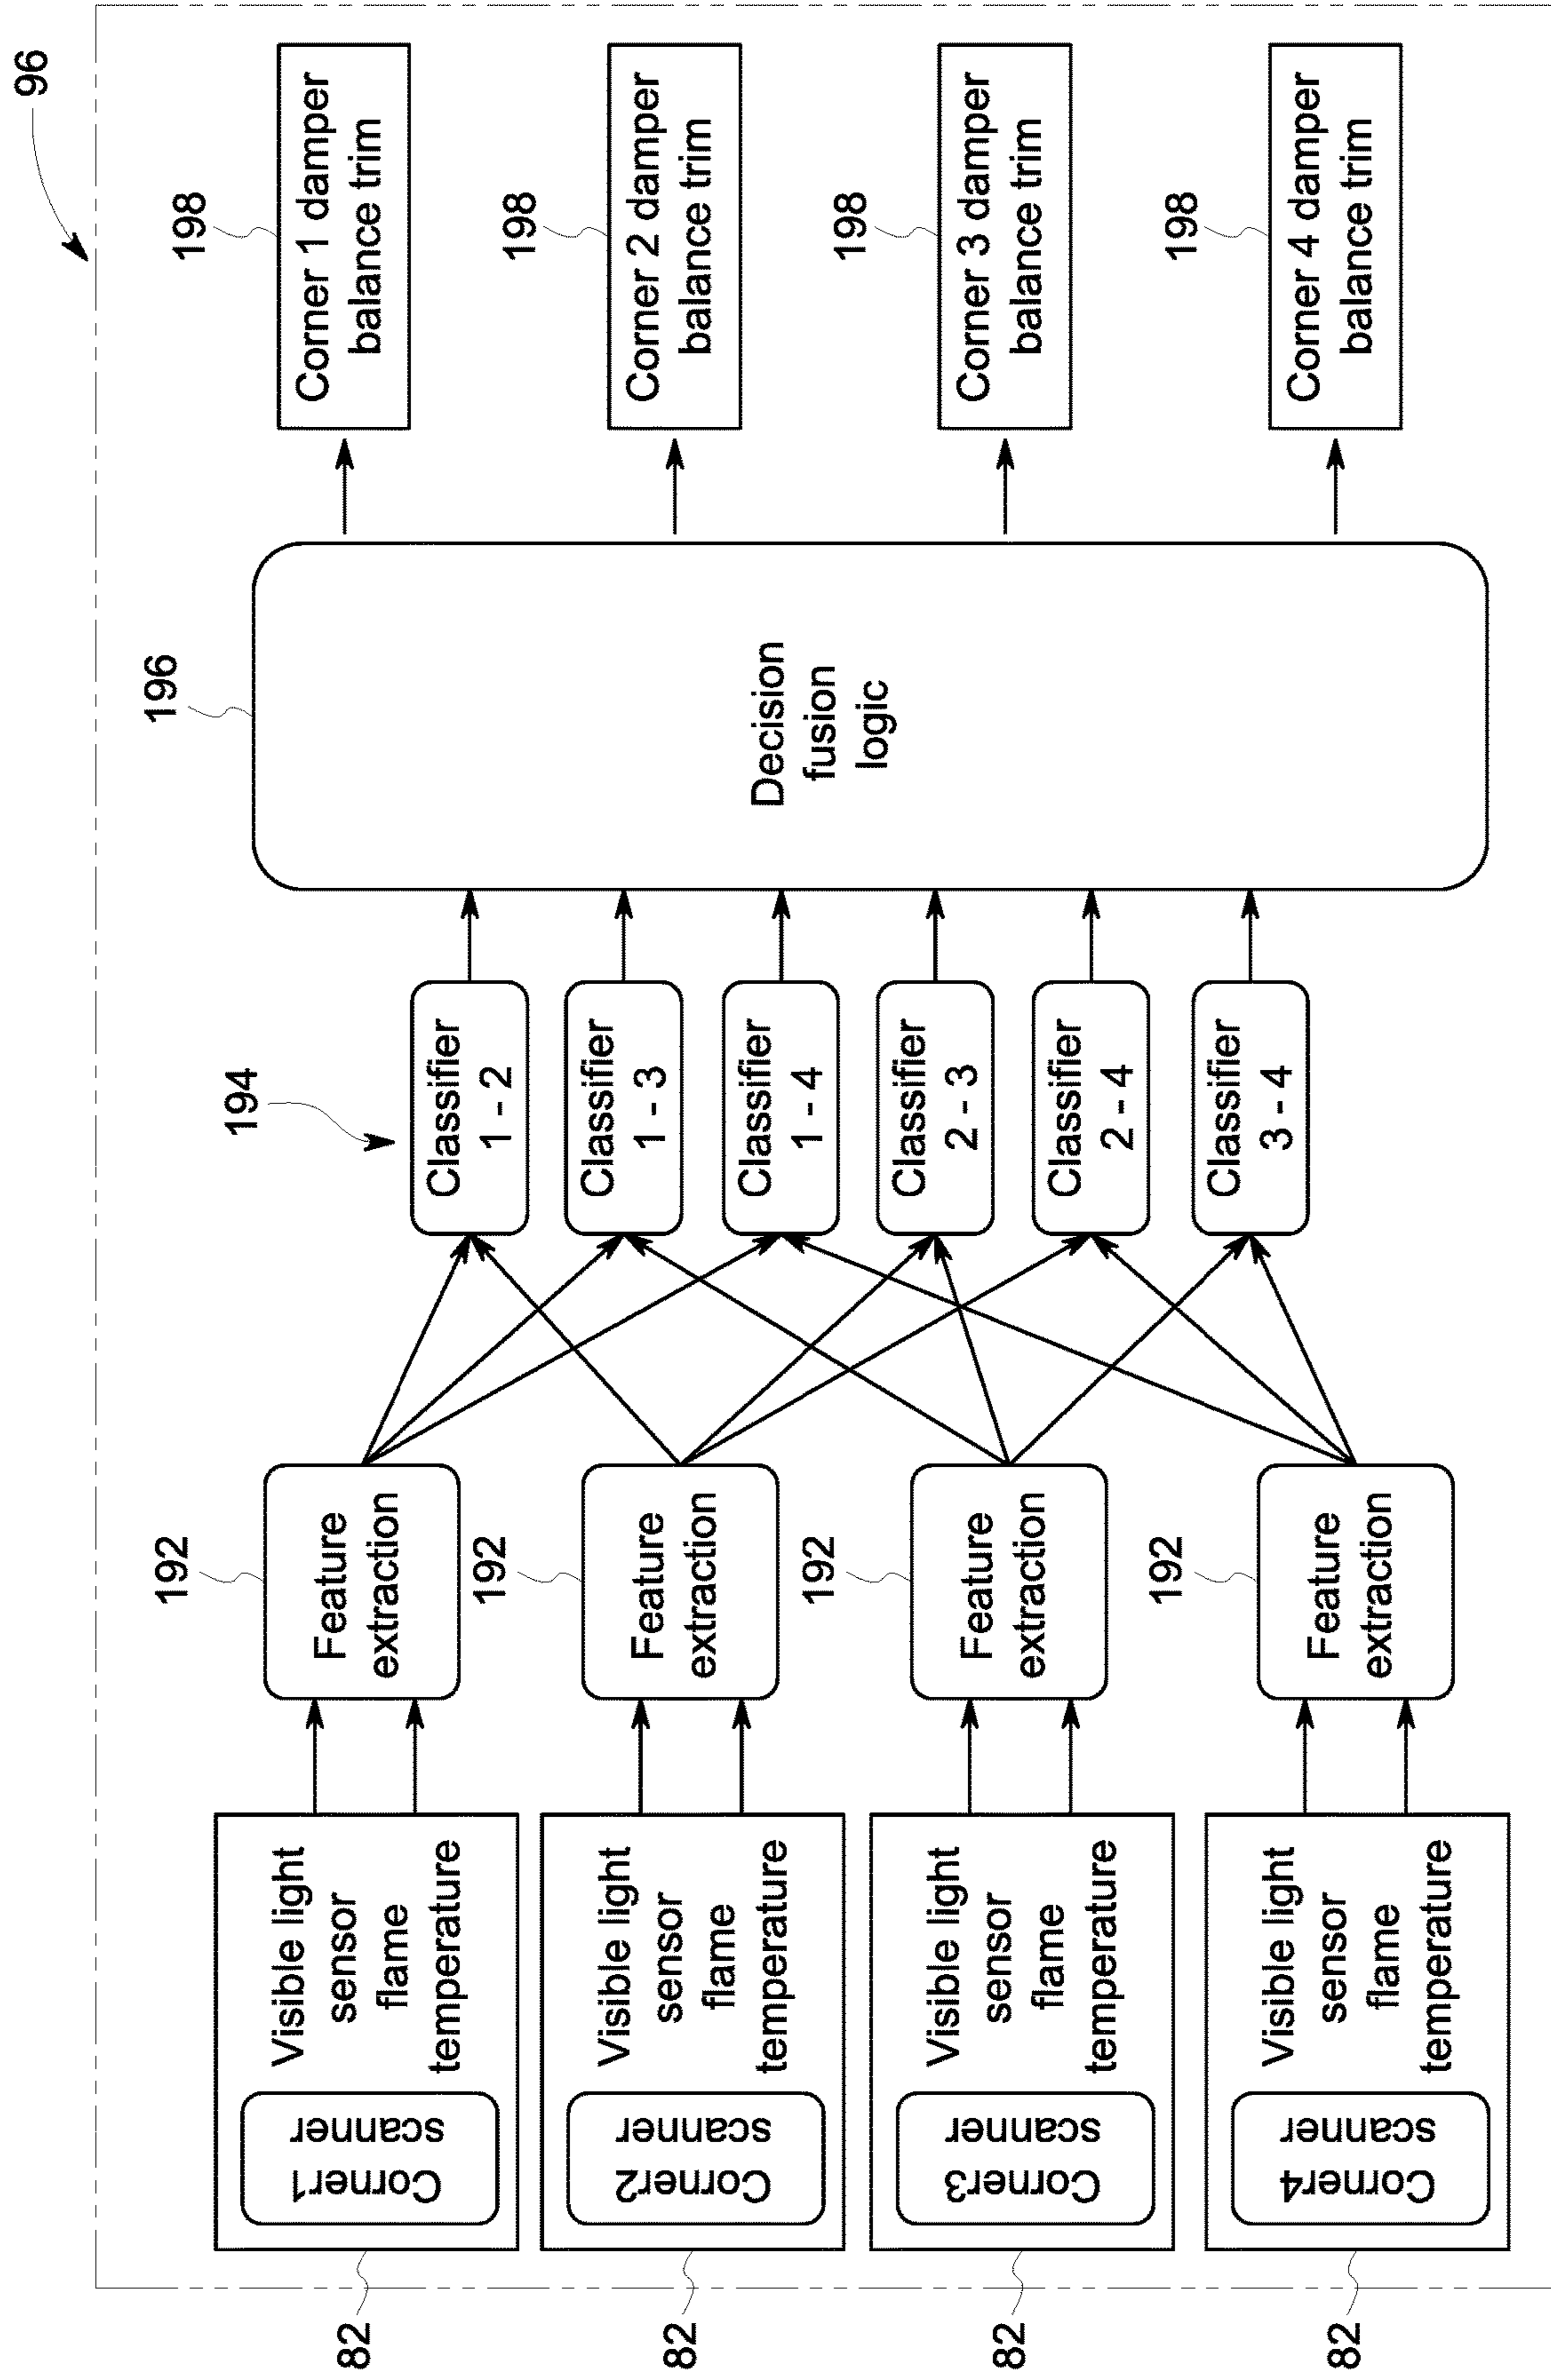 96
82
Corner1
scanner
Visible light
sensor
flame
temperature
192
Feature
extraction
82
Corner2
scanner
Visible light
sensor
flame
temperature
192
Feature
extraction
82
Corner3
scanner
Visible light
sensor
flame
temperature
192
Feature
extraction
82
Corner4
scanner
Visible light
sensor
flame
temperature
192
Feature
extraction
194
Classifier
1 - 2
Classifier
1 - 3
Classifier
1 - 4
Classifier
2 - 3
Classifier
2 - 4
Classifier
3 - 4
196
Decision
fusion
logic
198
Corner 1 damper
balance trim
198
Corner 2 damper
balance trim
198
Corner 3 damper
balance trim
198
Corner 4 damper
balance trim